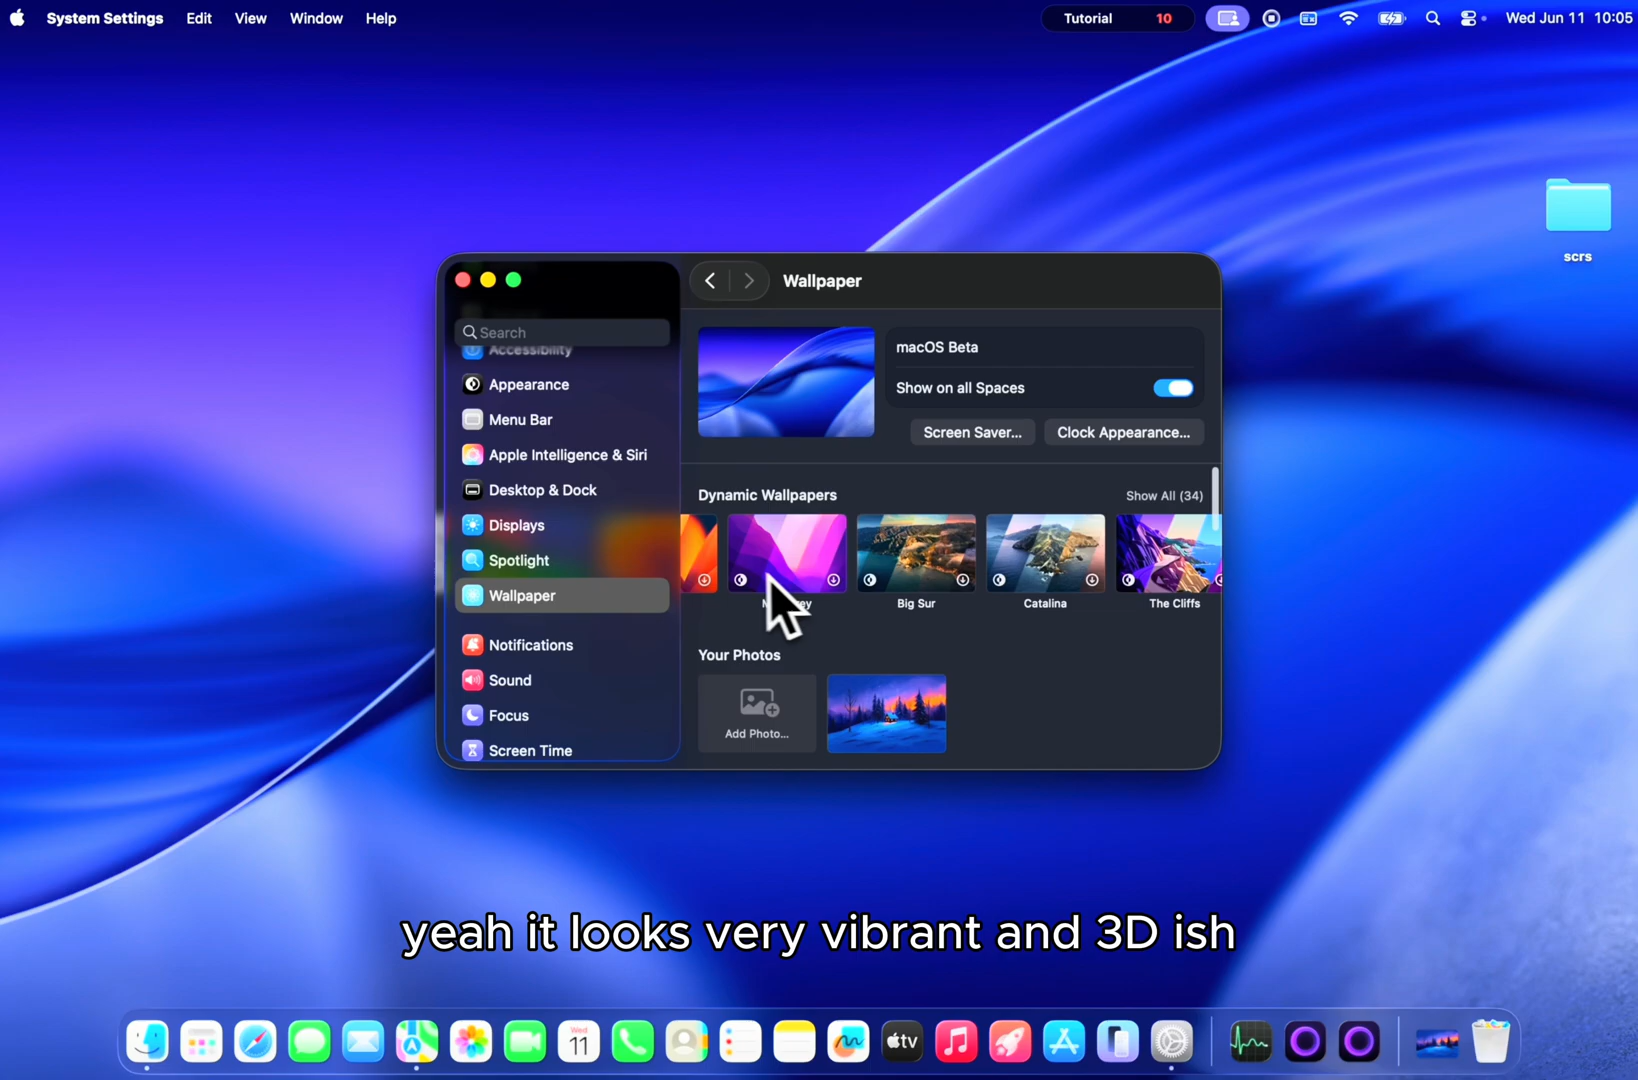 System Settings Edit View Window Help
Tutorial 10
Wed Jun 11 10:05
scrs
Wallpaper
Search
Accessibility
Appearance
Menu Bar
Apple Intelligence & Siri
Desktop & Dock
Displays
Spotlight
Wallpaper
Notifications
Sound
Focus
Screen Time
macOS Beta
Show on all Spaces
Screen Saver...
Clock Appearance...
Dynamic Wallpapers
Show All (34)
Big Sur
Catalina
The Cliffs
Your Photos
Add Photo...
yeah it looks very vibrant and 3D ish
Wed
11
tv